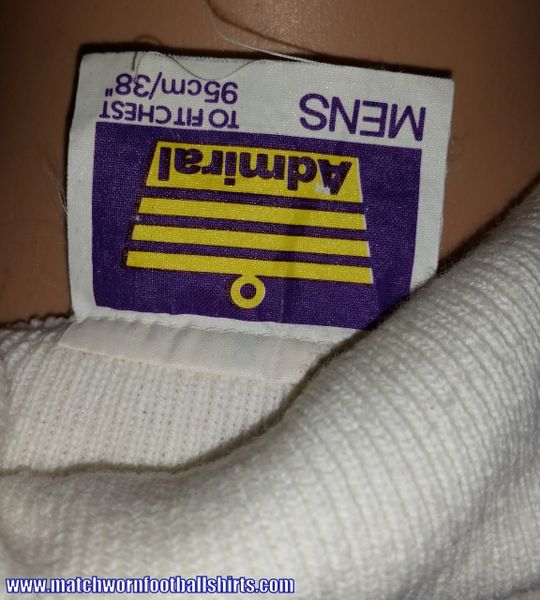 Admiral
MENS
TO FIT CHEST
95cm/38"
www.matchwornfootballshirts.com